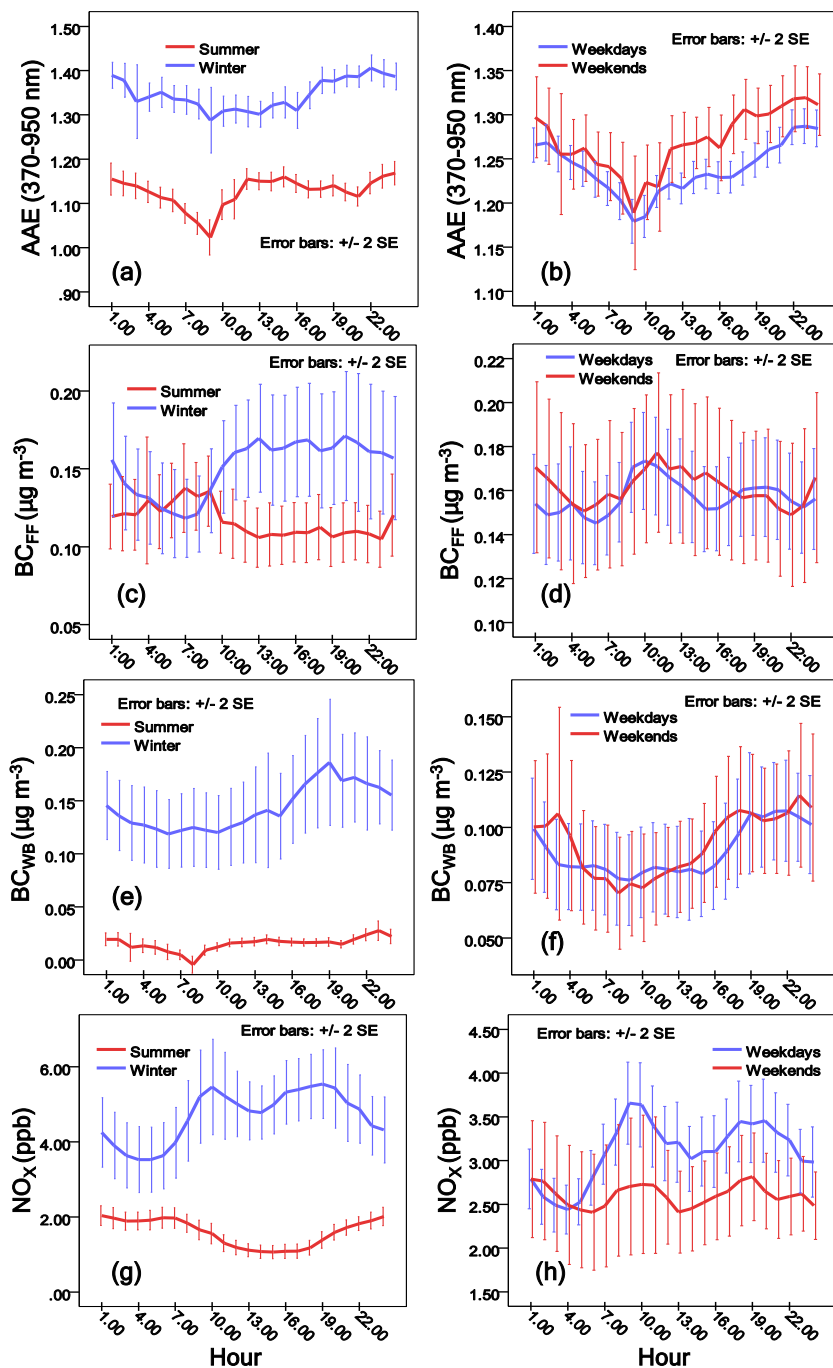 1.50
1.40
1.30
1.20
1.10
1.00
.90
AAE (370-950 nm)
Summer
Winter
Error bars: +/- 2 SE
(a)
1.00
4.00
7.00
10.00
13.00
16.00
19.00
22.00
1.40
1.35
1.30
1.25
1.20
1.15
1.10
AAE (370-950 nm)
Weekdays
Weekends
Error bars: +/- 2 SE
(b)
1.00
4.00
7.00
10.00
13.00
16.00
19.00
22.00
0.20
0.15
0.10
0.05
BCFF (µg m-3)
Error bars: +/- 2 SE
Summer
Winter
(c)
1:00
4:00
7:00
10:00
13:00
16:00
19:00
22:00
0.22
0.20
0.18
0.16
0.14
0.12
0.10
BCFF (µg m-3)
Weekdays
Weekends
Error bars: +/- 2 SE
(d)
1.00
4.00
7.00
10.00
13.00
16.00
19.00
22.00
0.25
0.20
0.15
0.10
0.05
0.00
BCWB (µg m-3)
Error bars: +/- 2 SE
Summer
Winter
(e)
1.00
4.00
7.00
10.00
13.00
16.00
19.00
22.00
0.150
0.125
0.100
0.075
0.050
BCWB (µg m-3)
Error bars: +/- 2 SE
Weekdays
Weekends
(f)
1.00
4.00
7.00
10.00
13.00
16.00
19.00
22.00
6.00
4.00
2.00
.00
NOX (ppb)
Error bars: +/- 2 SE
Summer
Winter
(g)
1.00
4.00
7.00
10.00
13.00
16.00
19.00
22.00
Hour
4.50
4.00
3.50
3.00
2.50
2.00
1.50
NOX (ppb)
Error bars: +/- 2 SE
Weekdays
Weekends
(h)
1.00
4.00
7.00
10.00
13.00
16.00
19.00
22.00
Hour